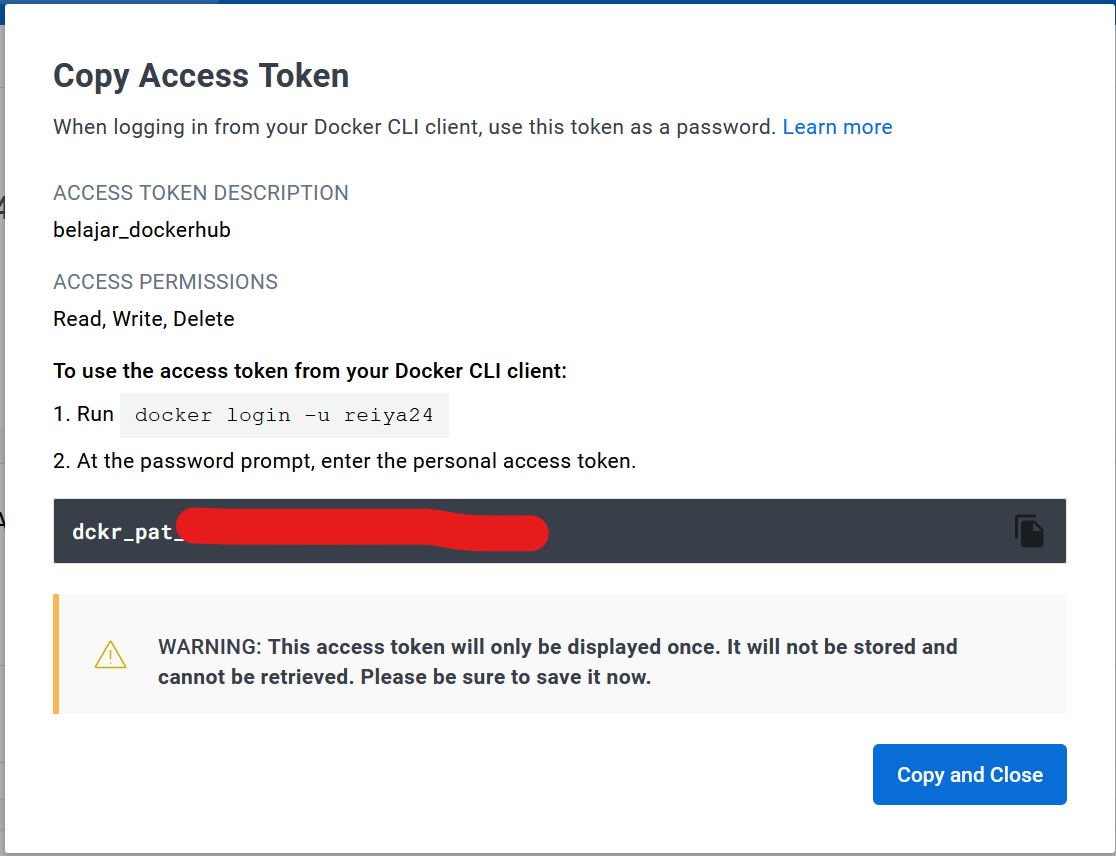 Copy Access Token
When logging in from your Docker CLI client, use this token as a password. Learn more
ACCESS TOKEN DESCRIPTION
belajar_dockerhub
ACCESS PERMISSIONS
Read, Write, Delete
To use the access token from your Docker CLI client:
1. Run docker login -u reiya24
2. At the password prompt, enter the personal access token.
dckr_pat_
WARNING: This access token will only be displayed once. It will not be stored and
cannot be retrieved. Please be sure to save it now.
Copy and Close